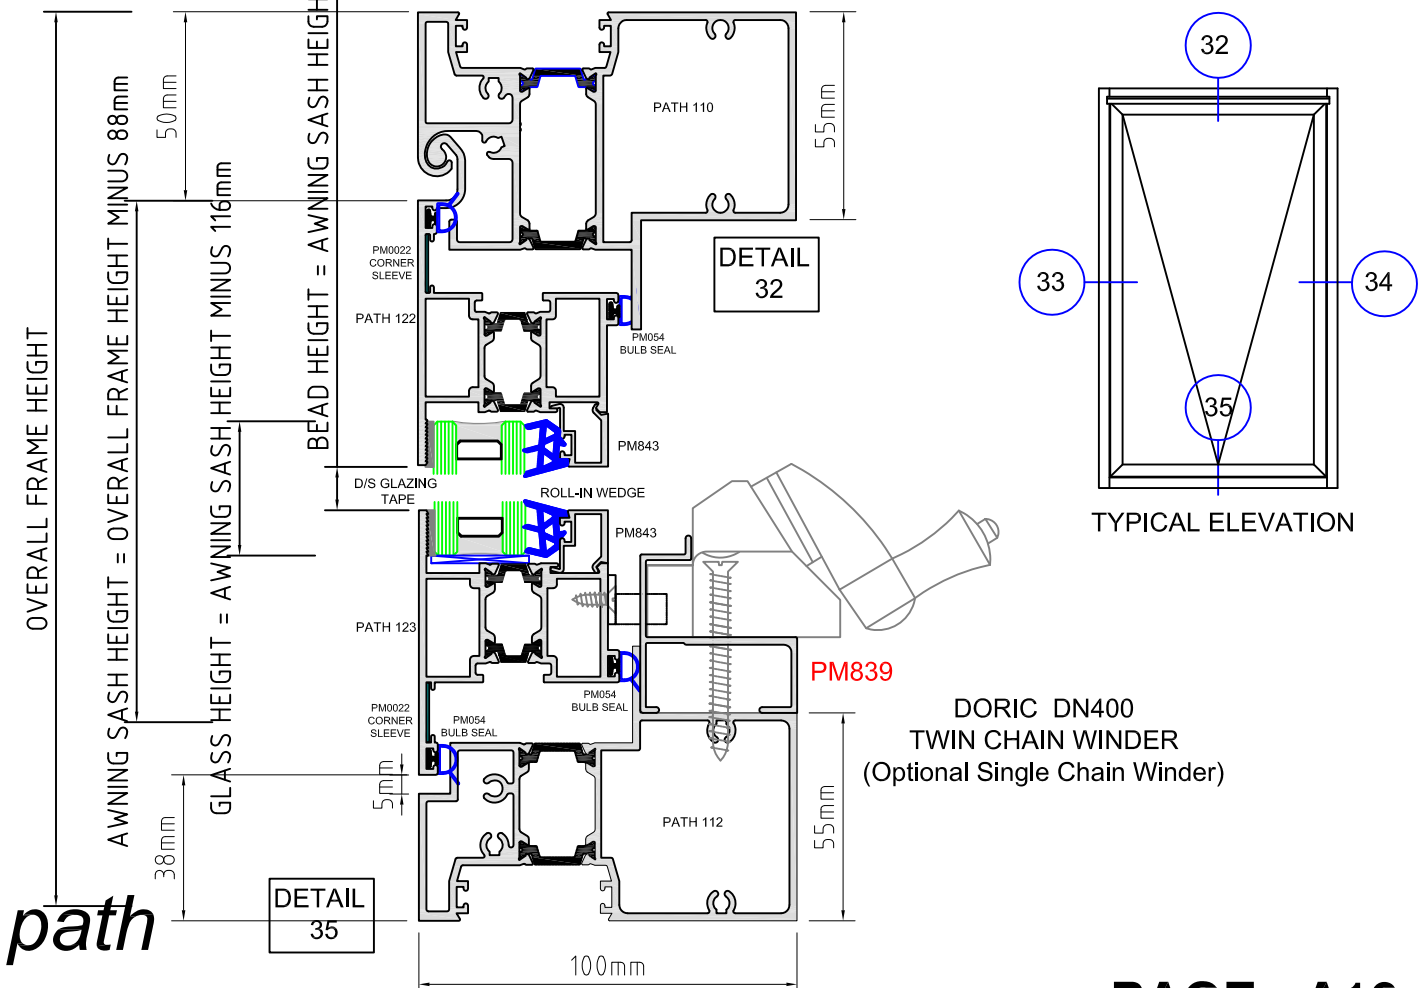 OVERALL FRAME HEIGHT
AWNING SASH HEIGHT = OVERALL FRAME HEIGHT MINUS 88mm
GLASS HEIGHT = AWNING SASH HEIGHT MINUS 116mm
BEAD HEIGHT = AWNING SASH HEIGH
50mm
55mm
PATH 110
DETAIL
32
PM0022
CORNER
SLEEVE
PATH 122
PM054
BULB SEAL
PM843
D/S GLAZING
TAPE
ROLL-IN WEDGE
PM843
PATH 123
PM839
PM054
BULB SEAL
PM0022
CORNER
SLEEVE
PM054
BULB SEAL
5mm
38mm
PATH 112
55mm
DETAIL
35
100mm
path
32
33
34
35
TYPICAL ELEVATION
DORIC DN400
TWIN CHAIN WINDER
(Optional Single Chain Winder)